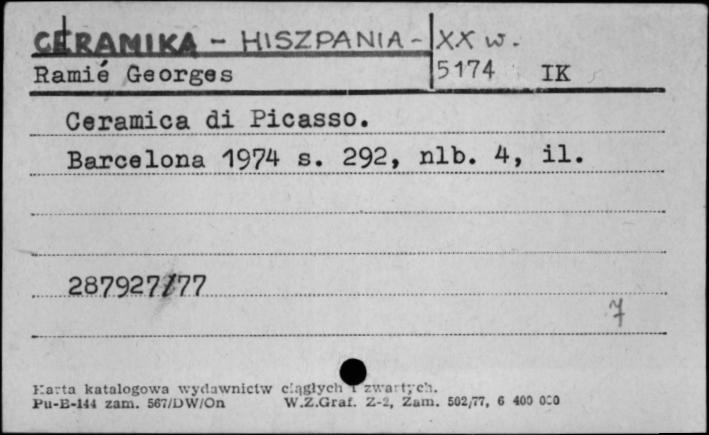 CERAMIKA - HISZPANIA - XX w.
Ramié Georges 5174 IK
Ceramica di Picasso.
Barcelona 1974 s. 292, nlb. 4, il.
287927/77
7
Karta katalogowa wydawnictw ciągłych i zwartych.
Pu-E-144 zam. 567/DW/On W.Z.Graf. Z-2, Zam. 502/77, 6 400 000